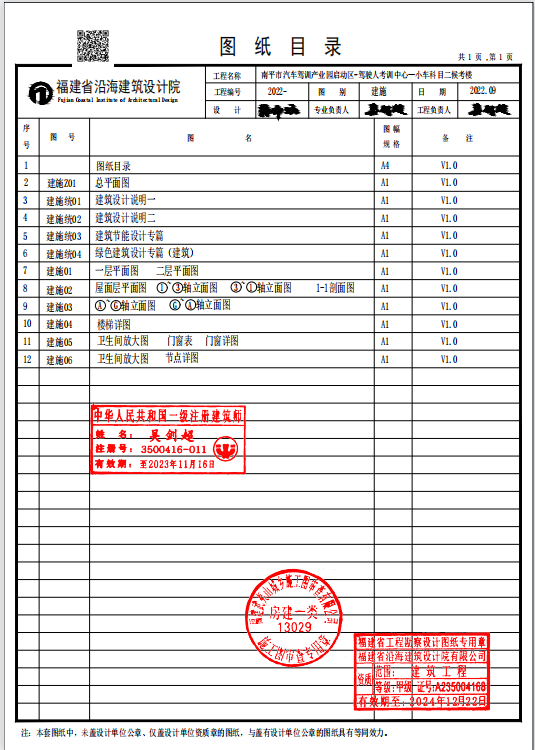 图纸目录
共 1 页 ,第 1 页
福建省沿海建筑设计院
Fujian Coastal Institute of Architectural Design
工程名称 南平市汽车驾训产业园启动区-驾驶人考训中心—小车科目二候考楼
工程编号 2022- 图 别 建施 日 期 2022.09
设 计 专业负责人 工程负责人
序号 图 号 图 名 图幅规格 备 注
1 图纸目录 A4 V1.0
2 建施Z01 总平面图 A1 V1.0
3 建施统01 建筑设计说明一 A1 V1.0
4 建施统02 建筑设计说明二 A1 V1.0
5 建施统03 建筑节能设计专篇 A1 V1.0
6 建施统04 绿色建筑设计专篇(建筑) A1 V1.0
7 建施01 一层平面图 二层平面图 A1 V1.0
8 建施02 屋面层平面图 ①~③轴立面图 ③~①轴立面图 1-1剖面图 A1 V1.0
9 建施03 Ⓐ~Ⓖ轴立面图 Ⓖ~Ⓐ轴立面图 A1 V1.0
10 建施04 楼梯详图 A1 V1.0
11 建施05 卫生间放大图 门窗表 门窗详图 A1 V1.0
12 建施06 卫生间放大图 节点详图 A1 V1.0
中华人民共和国一级注册建筑师
姓 名: 吴剑超
注册号: 3500416-011
有效期: 至2023年11月16日
房建一类
13029
福建省工程勘察设计图纸专用章
福建省沿海建筑设计院有限公司
资质 范围: 建筑工程
等级:甲级 证号:A235004168
有效期至:2024年12月22日
注: 本套图纸中,未盖设计单位公章、仅盖设计单位资质章的图纸,与盖有设计单位公章的图纸具有等同效力。